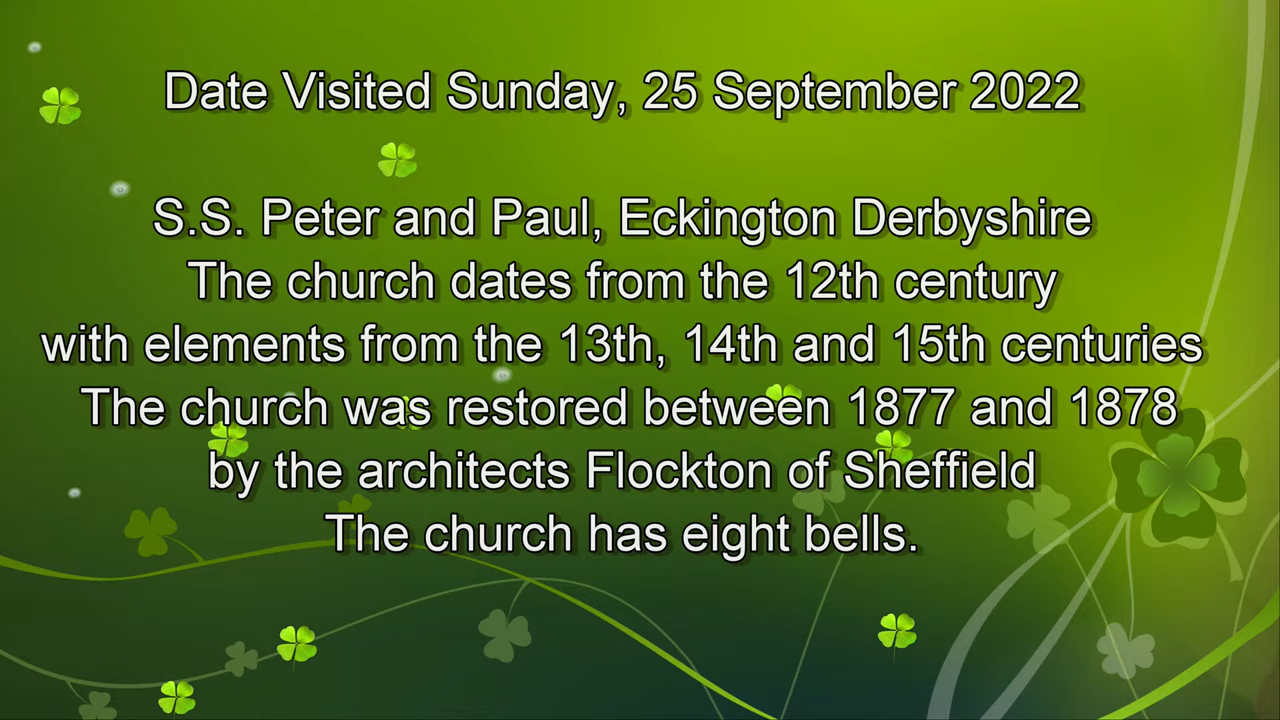 Date Visited Sunday, 25 September 2022
S.S. Peter and Paul, Eckington Derbyshire
The church dates from the 12th century
with elements from the 13th, 14th and 15th centuries
The church was restored between 1877 and 1878
by the architects Flockton of Sheffield
The church has eight bells.